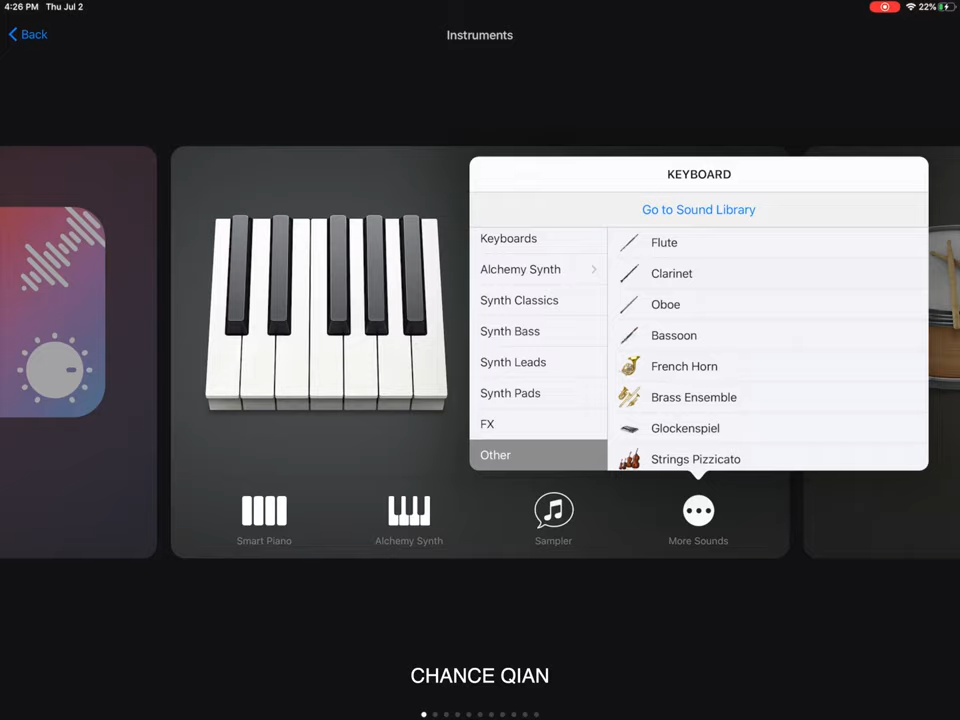 4:26 PM Thu Jul 2
22%
Back
Instruments
KEYBOARD
Go to Sound Library
Keyboards
Alchemy Synth
Synth Classics
Synth Bass
Synth Leads
Synth Pads
FX
Other
Flute
Clarinet
Oboe
Bassoon
French Horn
Brass Ensemble
Glockenspiel
Strings Pizzicato
Smart Piano
Alchemy Synth
Sampler
More Sounds
CHANCE QIAN